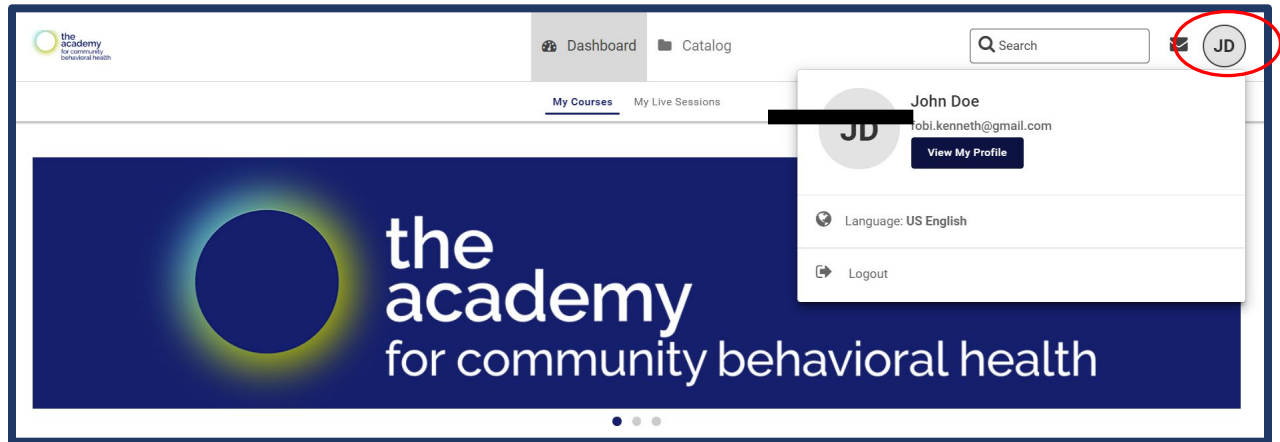 the
academy
for community
behavioral health
Dashboard
Catalog
Search
JD
My Courses
My Live Sessions
JD
John Doe
fobi.kenneth@gmail.com
View My Profile
Language: US English
Logout
the
academy
for community behavioral health